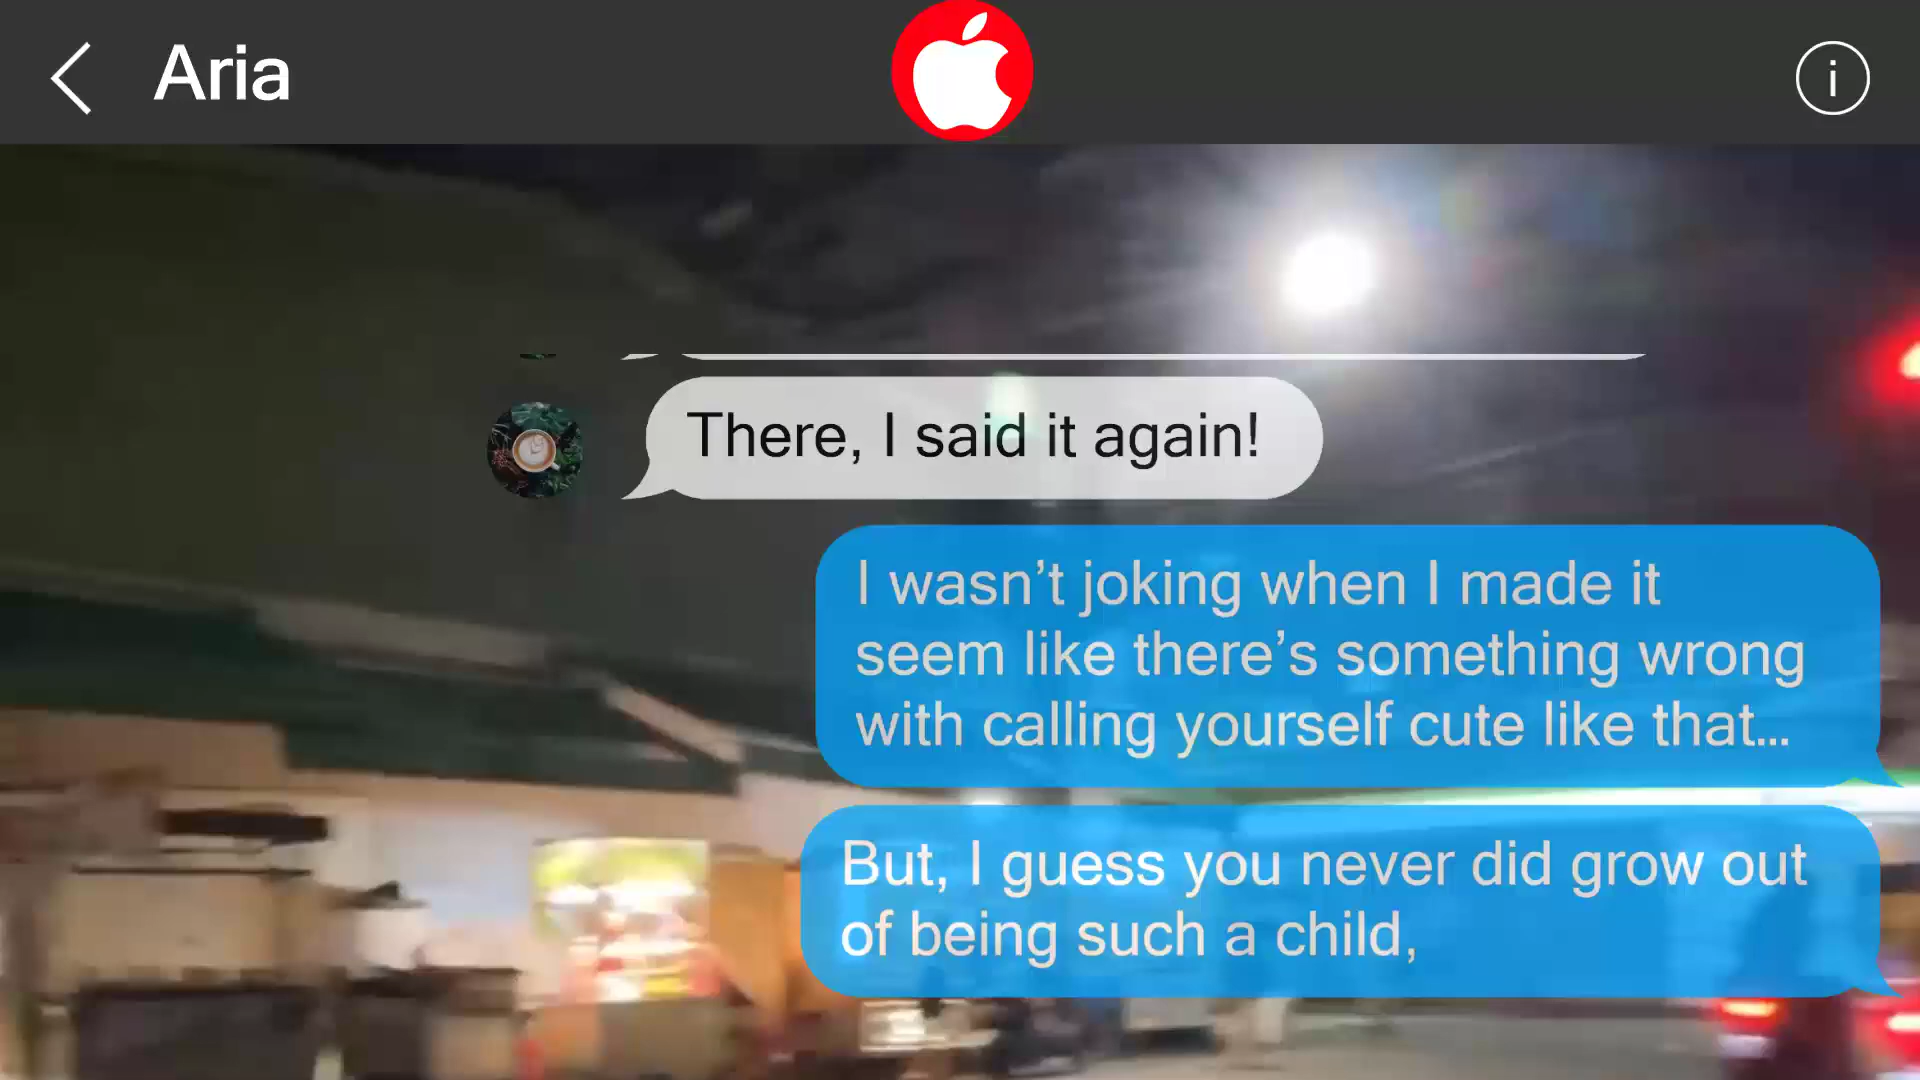 Aria
There, I said it again!
I wasn’t joking when I made it
seem like there’s something wrong
with calling yourself cute like that...
But, I guess you never did grow out
of being such a child,